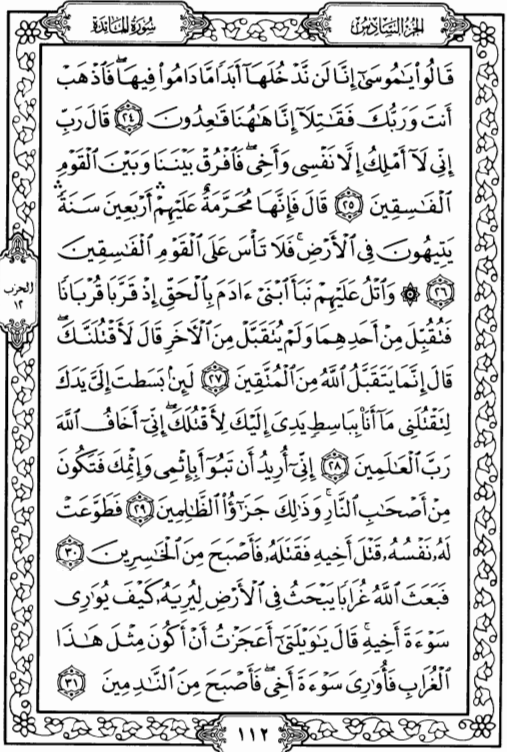 الجزء السادس
سورة المائدة
قَالُوا۟ يَٰمُوسَىٰٓ إِنَّا لَن نَّدْخُلَهَآ أَبَدًا مَّا دَامُوا۟ فِيهَا ۖ فَٱذْهَبْ
أَنتَ وَرَبُّكَ فَقَٰتِلَآ إِنَّا هَٰهُنَا قَٰعِدُونَ ٢٤ قَالَ رَبِّ
إِنِّى لَآ أَمْلِكُ إِلَّا نَفْسِى وَأَخِى ۖ فَٱفْرُقْ بَيْنَنَا وَبَيْنَ ٱلْقَوْمِ
ٱلْفَٰسِقِينَ ٢٥ قَالَ فَإِنَّهَا مُحَرَّمَةٌ عَلَيْهِمْ ۛ أَرْبَعِينَ سَنَةً ۛ
يَتِيهُونَ فِى ٱلْأَرْضِ ۚ فَلَا تَأْسَ عَلَى ٱلْقَوْمِ ٱلْفَٰسِقِينَ
٢٦ ۞ وَٱتْلُ عَلَيْهِمْ نَبَأَ ٱبْنَىْ ءَادَمَ بِٱلْحَقِّ إِذْ قَرَّبَا قُرْبَانًا
الحزب
١٢
فَتُقُبِّلَ مِنْ أَحَدِهِمَا وَلَمْ يُتَقَبَّلْ مِنَ ٱلْءَاخَرِ قَالَ لَأَقْتُلَنَّكَ ۖ
قَالَ إِنَّمَا يَتَقَبَّلُ ٱللَّهُ مِنَ ٱلْمُتَّقِينَ ٢٧ لَئِنۢ بَسَطتَ إِلَىَّ يَدَكَ
لِتَقْتُلَنِى مَآ أَنَا۠ بِبَاسِطٍ يَدِىَ إِلَيْكَ لِأَقْتُلَكَ ۖ إِنِّىٓ أَخَافُ ٱللَّهَ
رَبَّ ٱلْعَٰلَمِينَ ٢٨ إِنِّىٓ أُرِيدُ أَن تَبُوٓأَ بِإِثْمِى وَإِثْمِكَ فَتَكُونَ
مِنْ أَصْحَٰبِ ٱلنَّارِ ۚ وَذَٰلِكَ جَزَٰٓؤُا۟ ٱلظَّٰلِمِينَ ٢٩ فَطَوَّعَتْ
لَهُۥ نَفْسُهُۥ قَتْلَ أَخِيهِ فَقَتَلَهُۥ فَأَصْبَحَ مِنَ ٱلْخَٰسِرِينَ ٣٠
فَبَعَثَ ٱللَّهُ غُرَابًا يَبْحَثُ فِى ٱلْأَرْضِ لِيُرِيَهُۥ كَيْفَ يُوَٰرِى
سَوْءَةَ أَخِيهِ ۚ قَالَ يَٰوَيْلَتَىٰٓ أَعَجَزْتُ أَنْ أَكُونَ مِثْلَ هَٰذَا
ٱلْغُرَابِ فَأُوَٰرِىَ سَوْءَةَ أَخِى ۖ فَأَصْبَحَ مِنَ ٱلنَّٰدِمِينَ ٣١
١١٢